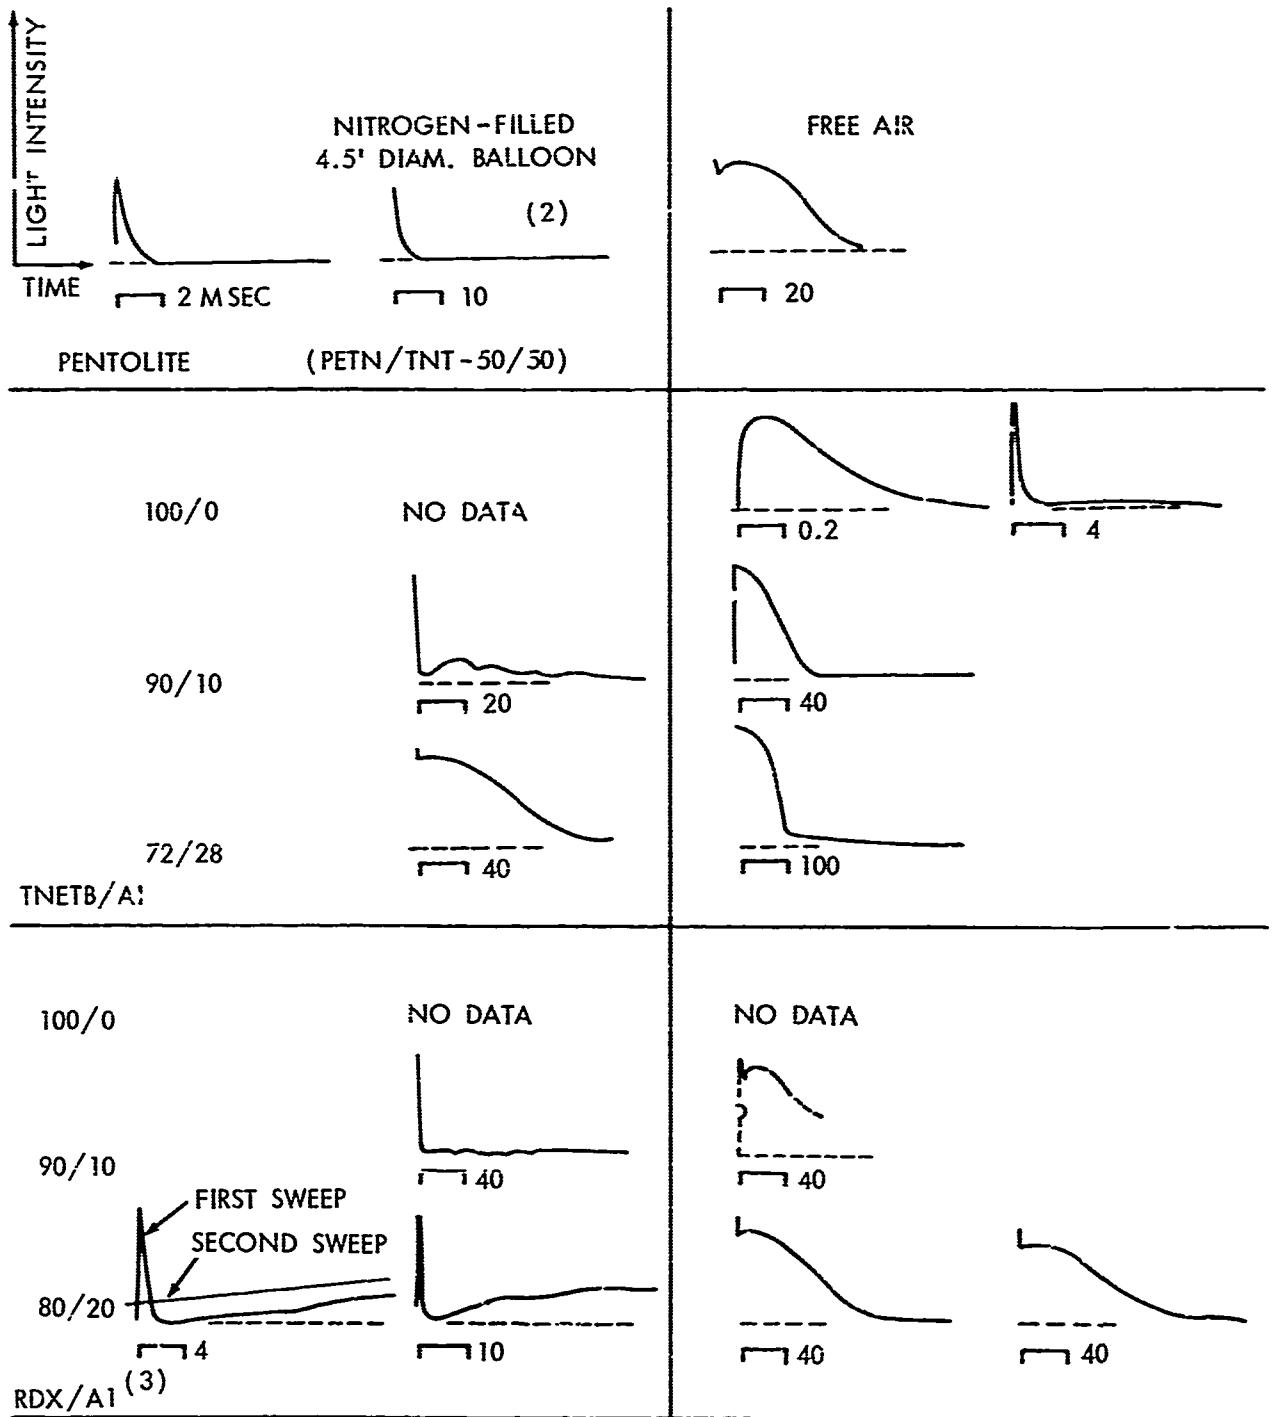 LIGHT INTENSITY
TIME
NITROGEN-FILLED
4.5' DIAM. BALLOON
(2)
FREE AIR
2 MSEC
10
20
PENTOLITE (PETN/TNT-50/50)
100/0
NO DATA
0.2
4
90/10
20
40
72/28
40
100
TNETB/Al
100/0
NO DATA
NO DATA
90/10
40
40
FIRST SWEEP
SECOND SWEEP
80/20
4
10
40
40
RDX/Al (3)